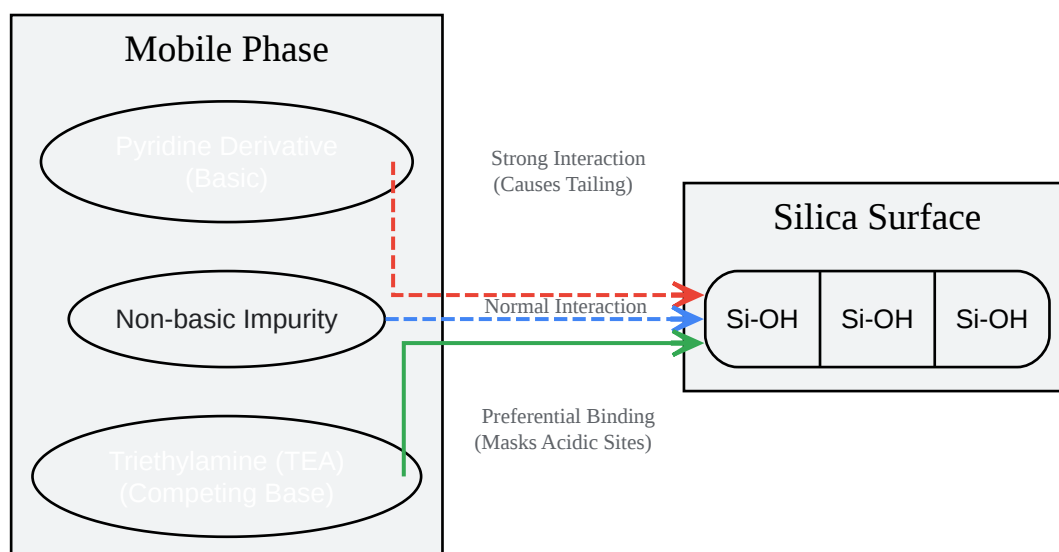 Mobile Phase
Pyridine Derivative
(Basic)
Non-basic Impurity
Triethylamine (TEA)
(Competing Base)
Strong Interaction
(Causes Tailing)
Normal Interaction
Preferential Binding
(Masks Acidic Sites)
Silica Surface
Si-OH
Si-OH
Si-OH